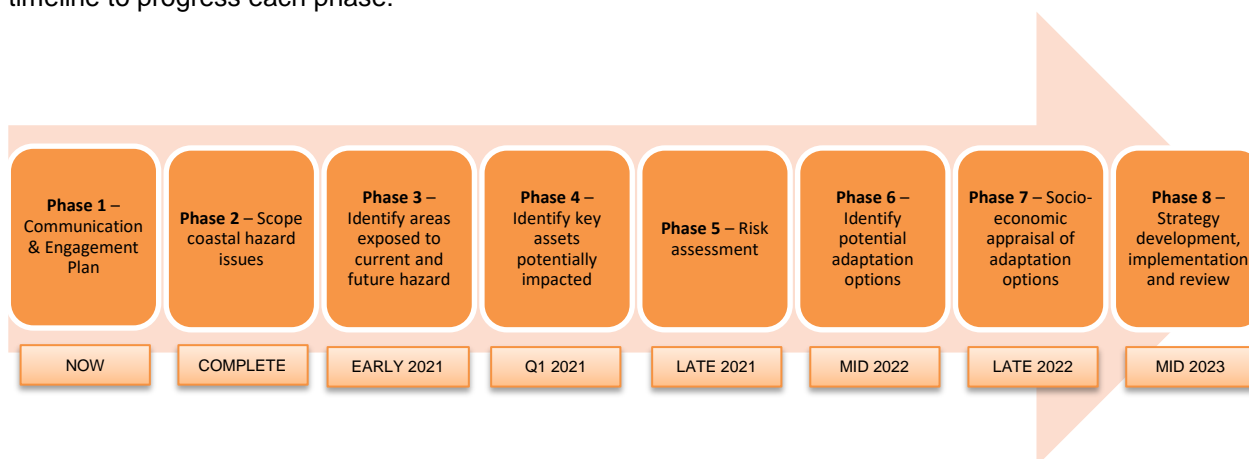 timeline to progress each phase.
Phase 1 –
Communication
& Engagement
Plan
Phase 2 – Scope
coastal hazard
issues
Phase 3 –
Identify areas
exposed to
current and
future hazard
Phase 4 –
Identify key
assets
potentially
impacted
Phase 5 – Risk
assessment
Phase 6 –
Identify
potential
adaptation
options
Phase 7 – Socio-
economic
appraisal of
adaptation
options
Phase 8 –
Strategy
development,
implementation
and review
NOW
COMPLETE
EARLY 2021
Q1 2021
LATE 2021
MID 2022
LATE 2022
MID 2023